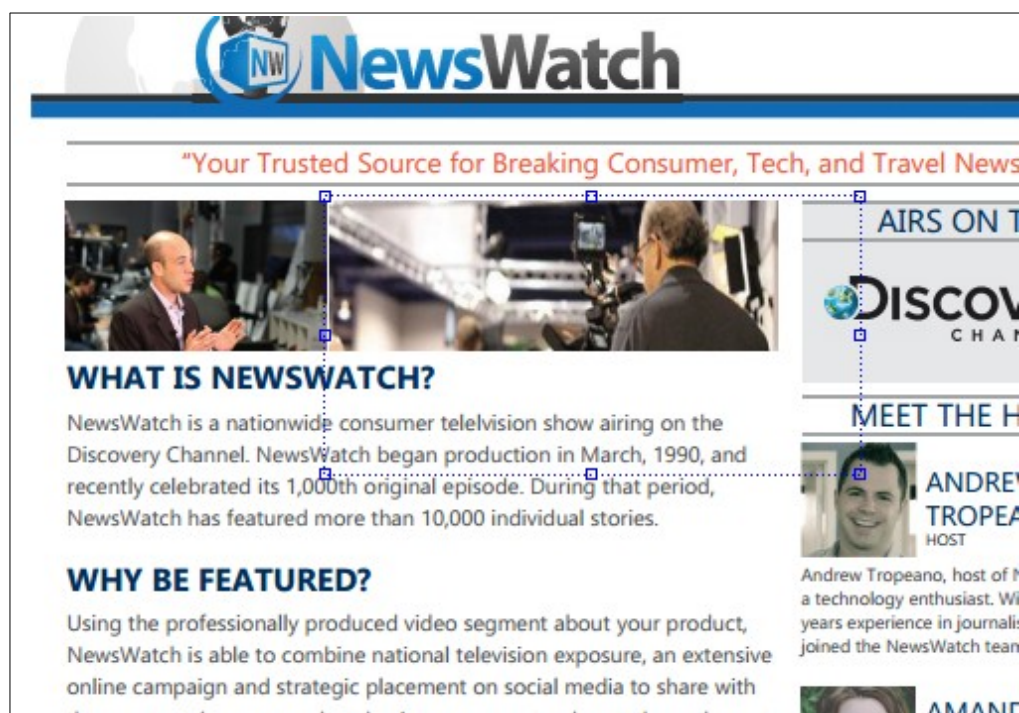 NW NewsWatch
"Your Trusted Source for Breaking Consumer, Tech, and Travel News
WHAT IS NEWSWATCH?
NewsWatch is a nationwide consumer telelvision show airing on the
Discovery Channel. NewsWatch began production in March, 1990, and
recently celebrated its 1,000th original episode. During that period,
NewsWatch has featured more than 10,000 individual stories.
WHY BE FEATURED?
Using the professionally produced video segment about your product,
NewsWatch is able to combine national television exposure, an extensive
online campaign and strategic placement on social media to share with
AIRS ON T
DISCOV
CHAN
MEET THE H
ANDREW
TROPEA
HOST
Andrew Tropeano, host of N
a technology enthusiast. Wi
years experience in journalis
joined the NewsWatch team
AMAND